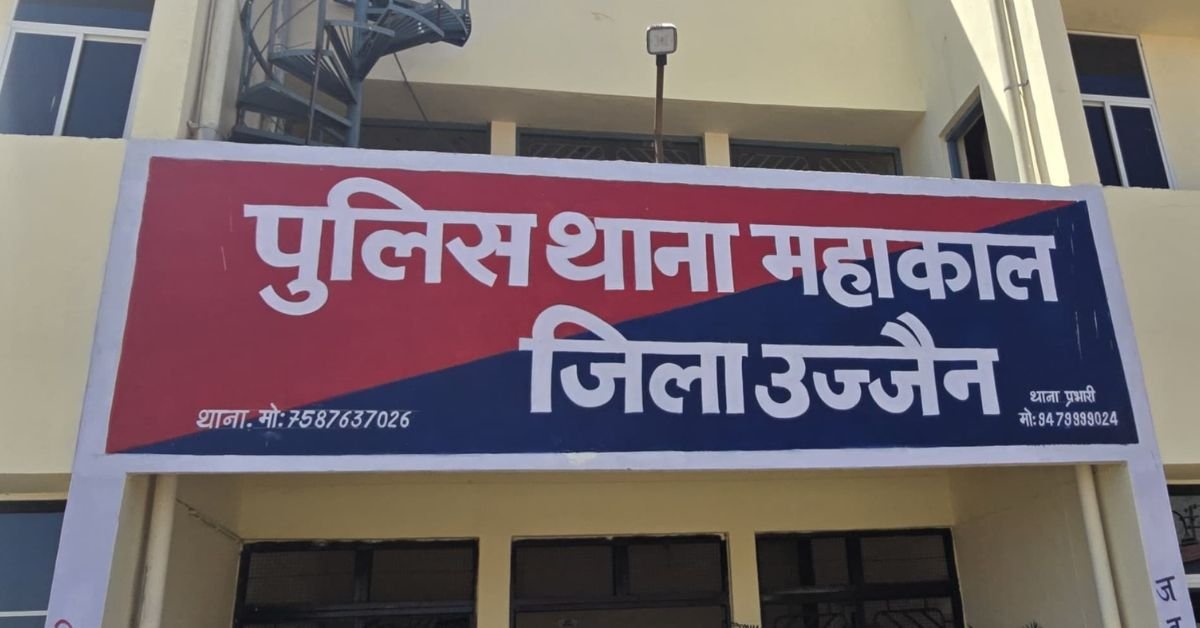 पुलिस थाना महाकाल
जिला उज्जैन
थाना. मो: 7587637026
थाना प्रभारी
मो: 9479999024